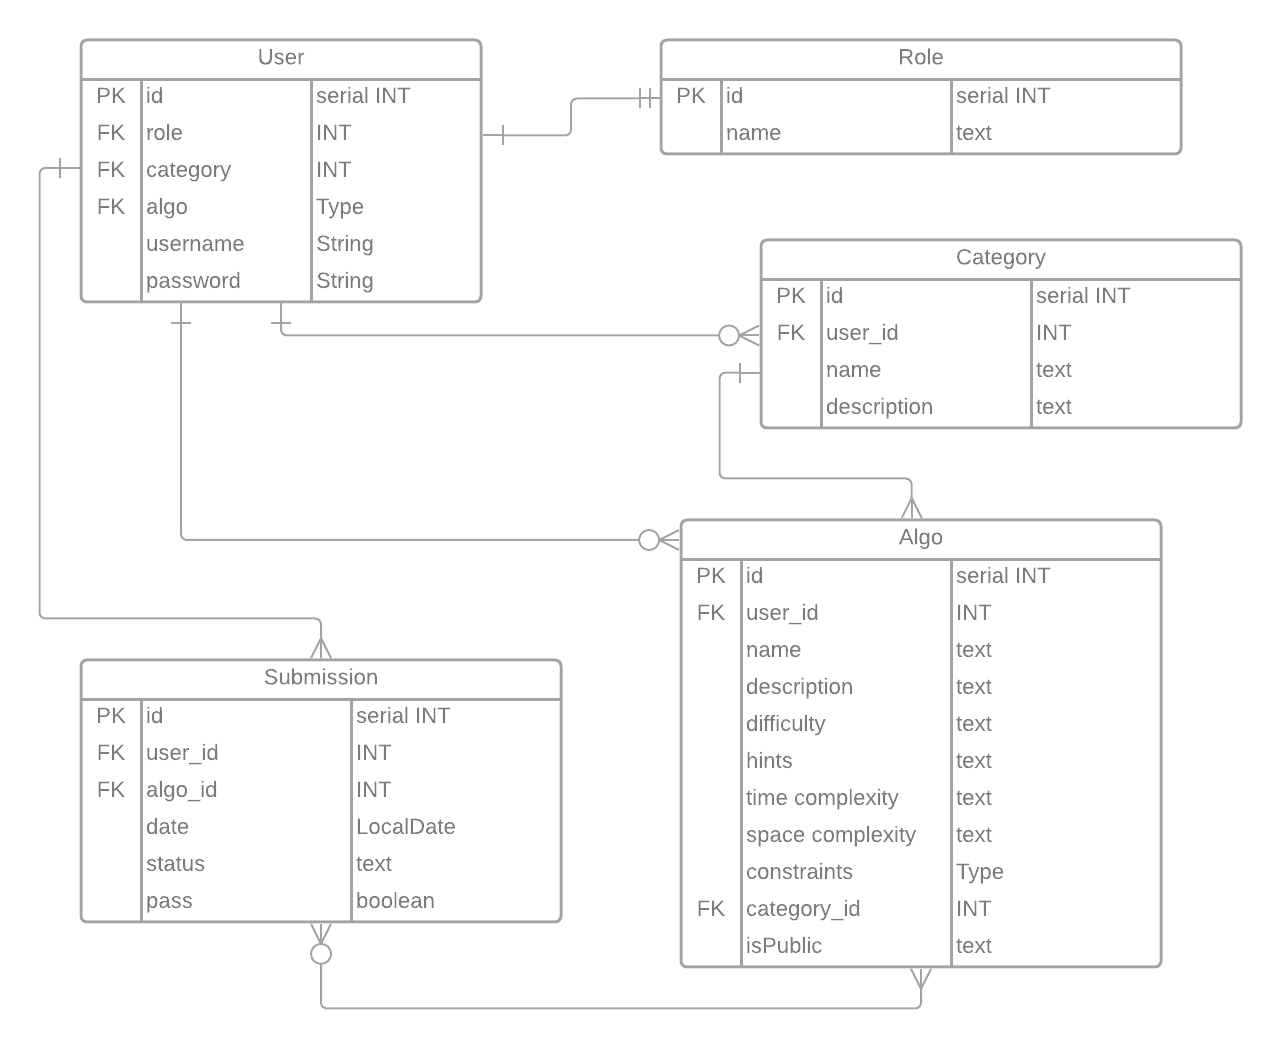 User
PK id serial INT
FK role INT
FK category INT
FK algo Type
username String
password String
Role
PK id serial INT
name text
Category
PK id serial INT
FK user_id INT
name text
description text
Algo
PK id serial INT
FK user_id INT
name text
description text
difficulty text
hints text
time complexity text
space complexity text
constraints Type
FK category_id INT
isPublic text
Submission
PK id serial INT
FK user_id INT
FK algo_id INT
date LocalDate
status text
pass boolean